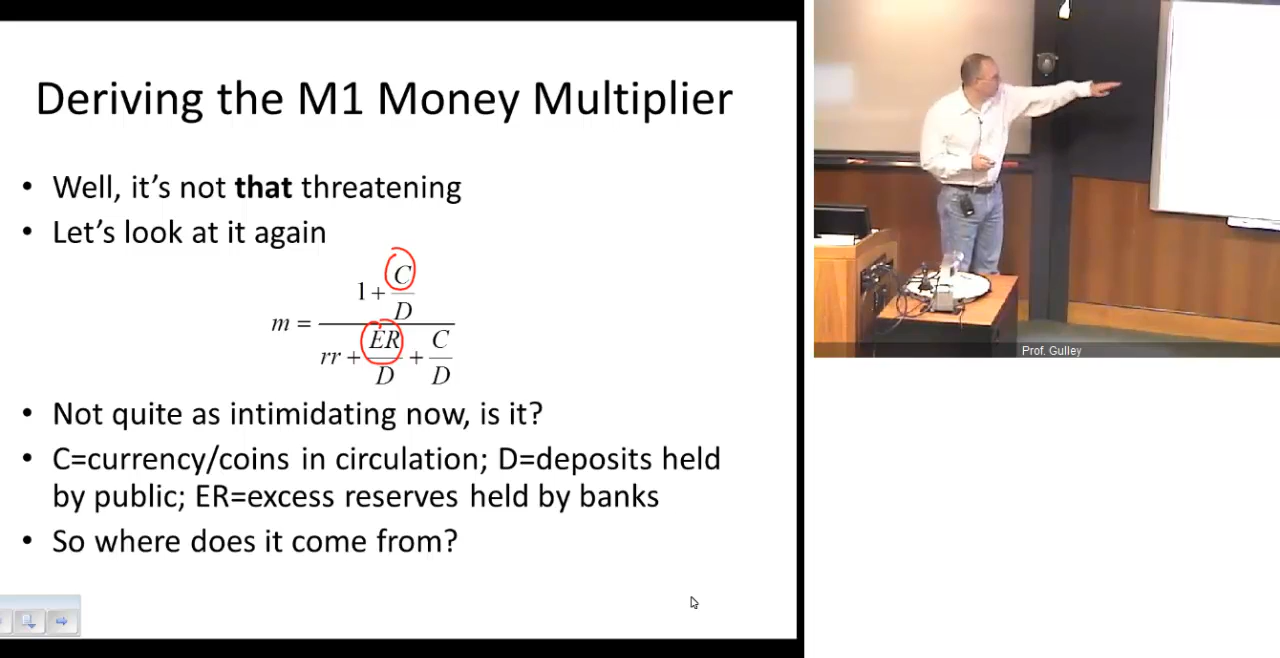 Deriving the M1 Money Multiplier
• Well, it's not that threatening
• Let's look at it again
m = (1 + C/D) / (rr + ER/D + C/D)
• Not quite as intimidating now, is it?
• C=currency/coins in circulation; D=deposits held
by public; ER=excess reserves held by banks
• So where does it come from?
Prof. Gulley